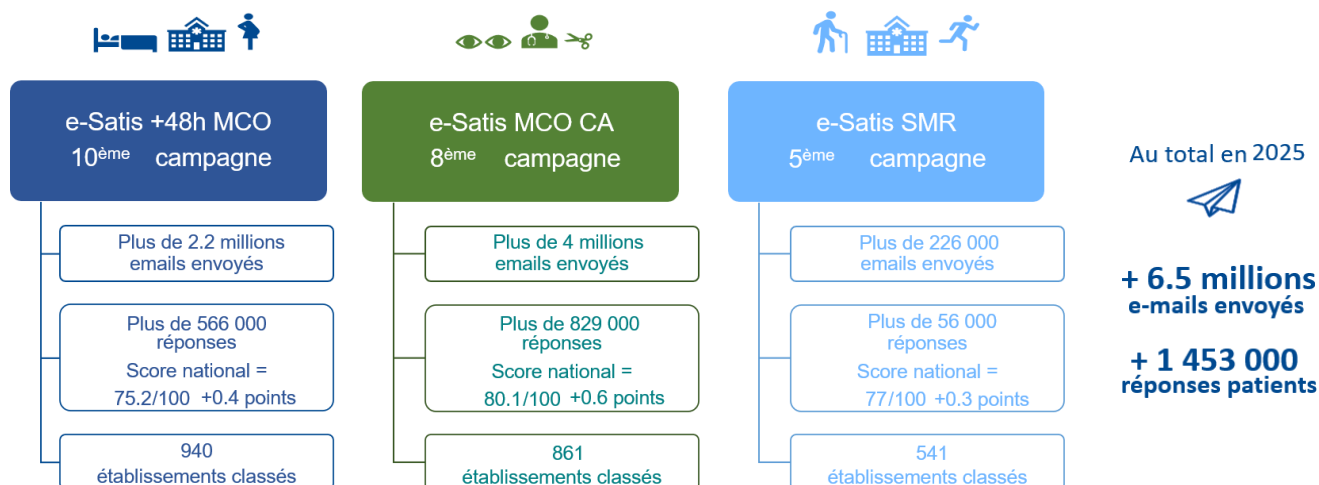 e-Satis +48h MCO
10ème campagne
Plus de 2.2 millions
emails envoyés
Plus de 566 000
réponses
Score national =
75.2/100 +0.4 points
940
établissements classés
e-Satis MCO CA
8ème campagne
Plus de 4 millions
emails envoyés
Plus de 829 000
réponses
Score national =
80.1/100 +0.6 points
861
établissements classés
e-Satis SMR
5ème campagne
Plus de 226 000
emails envoyés
Plus de 56 000
réponses
Score national =
77/100 +0.3 points
541
établissements classés
Au total en 2025
+ 6.5 millions
e-mails envoyés
+ 1 453 000
réponses patients